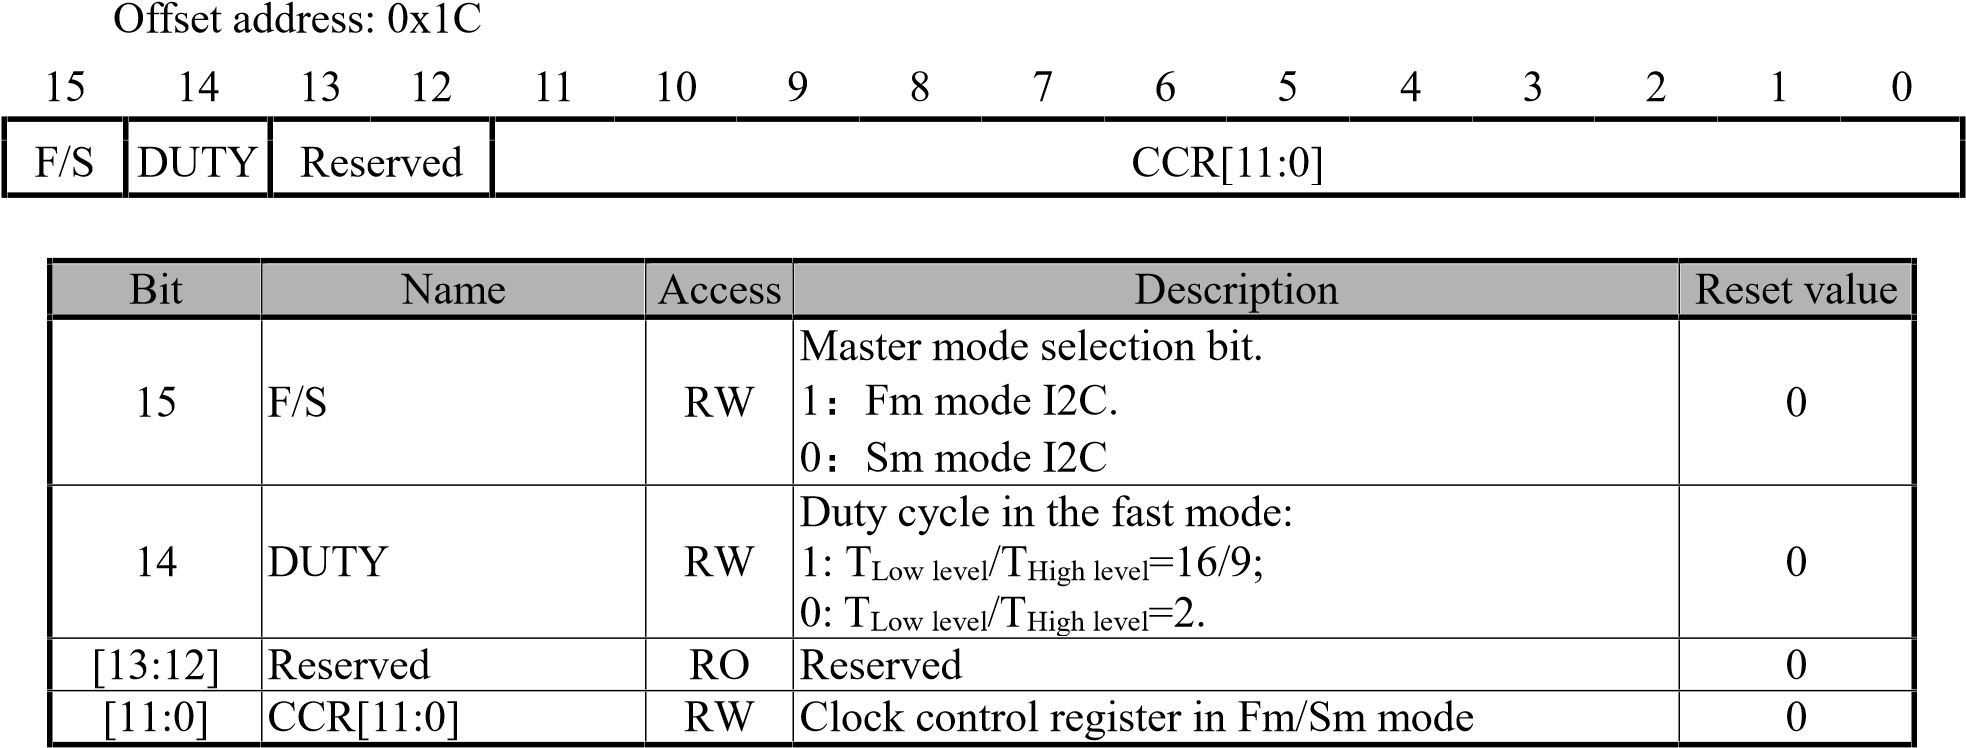 Offset address: 0x1C
15 14 13 12 11 10 9 8 7 6 5 4 3 2 1 0
F/S DUTY Reserved CCR[11:0]
Bit Name Access Description Reset value
15 F/S RW Master mode selection bit. 0
1：Fm mode I2C.
0：Sm mode I2C
14 DUTY RW Duty cycle in the fast mode: 0
1: TLow level/THigh level=16/9;
0: TLow level/THigh level=2.
[13:12] Reserved RO Reserved 0
[11:0] CCR[11:0] RW Clock control register in Fm/Sm mode 0